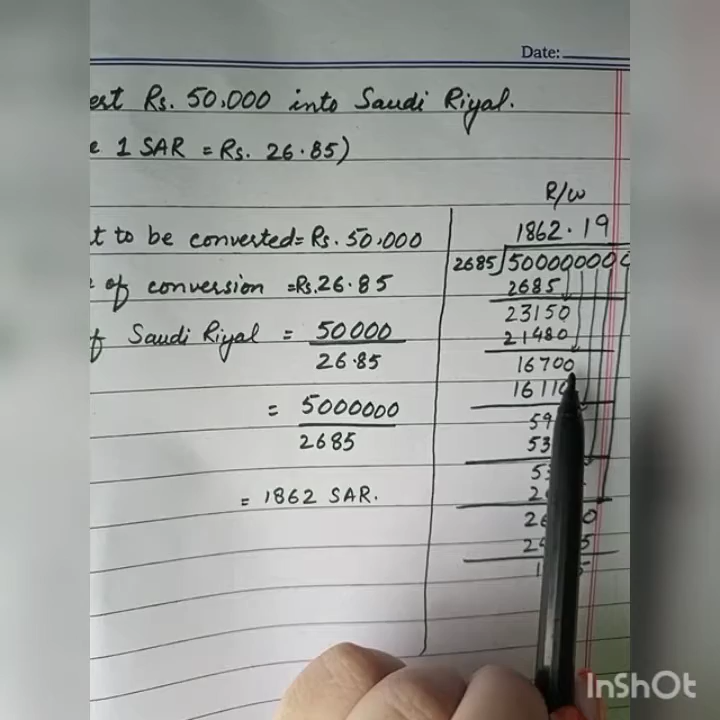 Date:
est Rs. 50,000 into Saudi Riyal.
e 1 SAR = Rs. 26.85)
t to be converted = Rs. 50,000
of conversion = Rs. 26.85
Saudi Riyal = 50000
26.85
= 5000000
2685
= 1862 SAR.
R/W
1862.19
2685
500000000
2685
23150
21480
16700
16110
InShOt